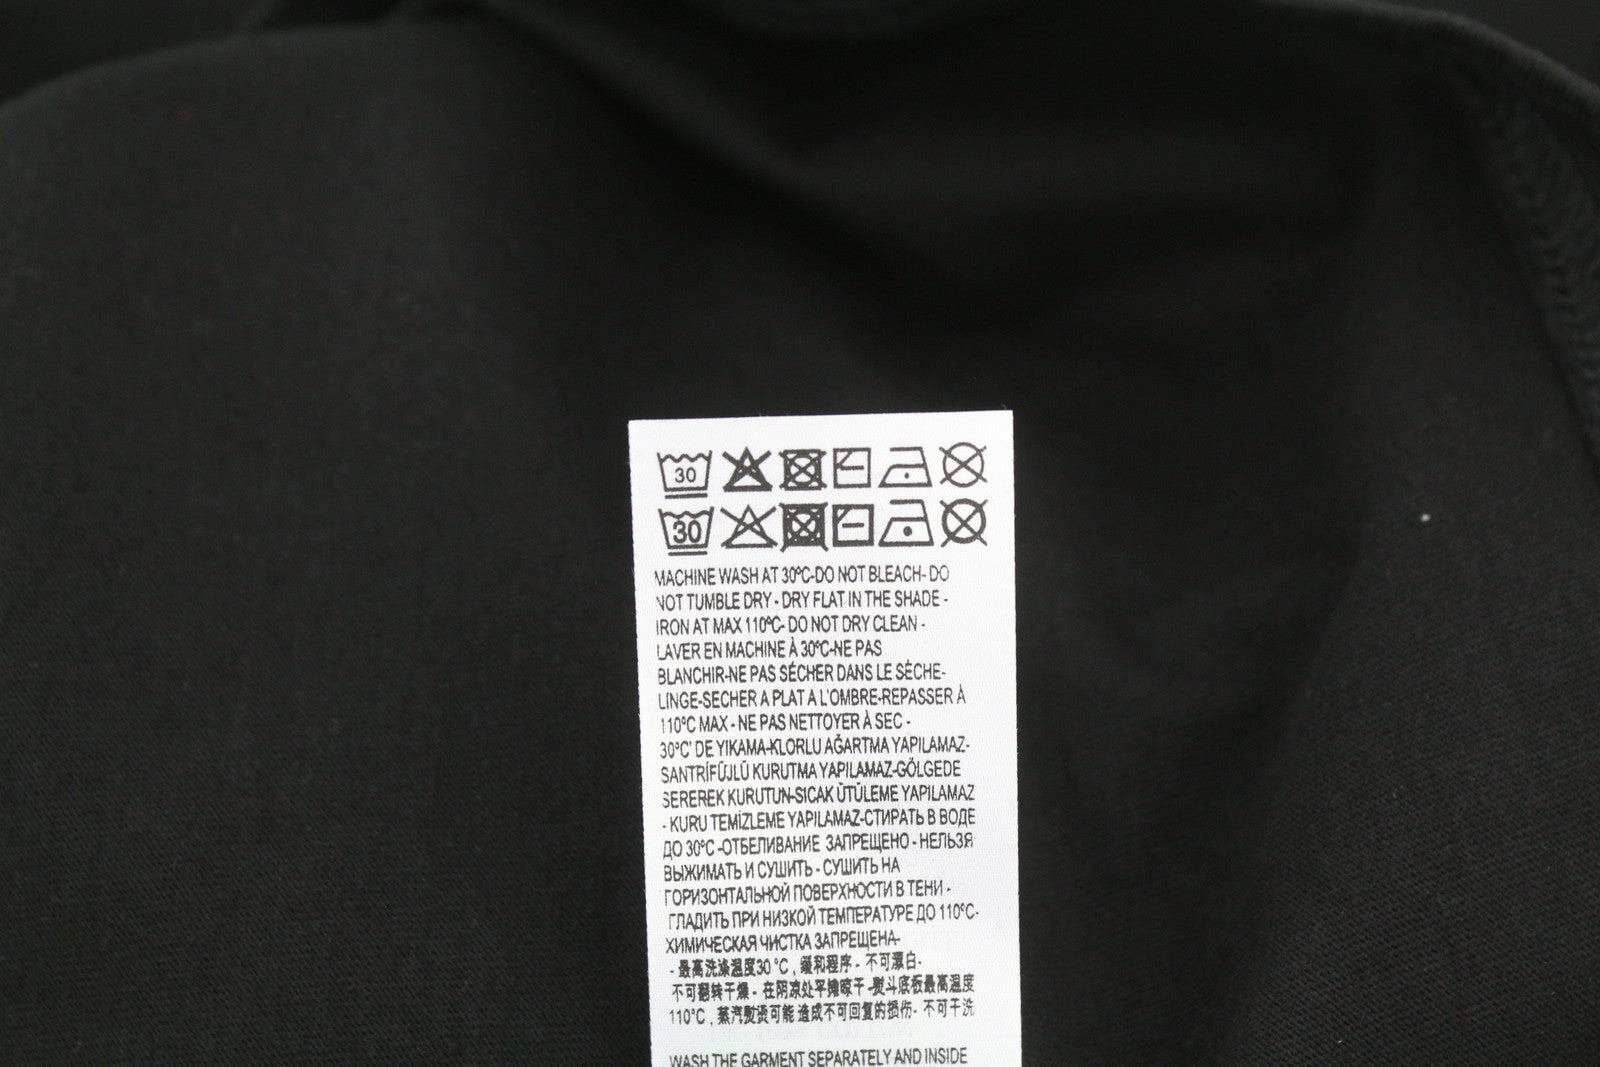 30
30
MACHINE WASH AT 30°C-DO NOT BLEACH- DO
NOT TUMBLE DRY - DRY FLAT IN THE SHADE -
IRON AT MAX 110°C- DO NOT DRY CLEAN -
LAVER EN MACHINE À 30°C-NE PAS
BLANCHIR-NE PAS SÉCHER DANS LE SÈCHE-
LINGE-SECHER A PLAT A L'OMBRE-REPASSER À
110°C MAX - NE PAS NETTOYER À SEC -
30°C' DE YIKAMA-KLORLU AĞARTMA YAPILAMAZ-
SANTRİFÜJLÜ KURUTMA YAPILAMAZ-GÖLGEDE
SEREREK KURUTUN-SICAK ÜTÜLEME YAPILAMAZ
- KURU TEMİZLEME YAPILAMAZ-СТИРАТЬ В ВОДЕ
ДО 30°C -ОТБЕЛИВАНИЕ ЗАПРЕЩЕНО - НЕЛЬЗЯ
ВЫЖИМАТЬ И СУШИТЬ - СУШИТЬ НА
ГОРИЗОНТАЛЬНОЙ ПОВЕРХНОСТИ В ТЕНИ -
ГЛАДИТЬ ПРИ НИЗКОЙ ТЕМПЕРАТУРЕ ДО 110°C-
ХИМИЧЕСКАЯ ЧИСТКА ЗАПРЕЩЕНА-
- 最高洗涤温度30 °C , 缓和程序 - 不可漂白-
不可翻转干燥 - 在阴凉处平摊晾干 -熨斗底板最高温度
110°C , 蒸汽熨烫可能 造成不可回复的损伤- 不可干洗
WASH THE GARMENT SEPARATELY AND INSIDE